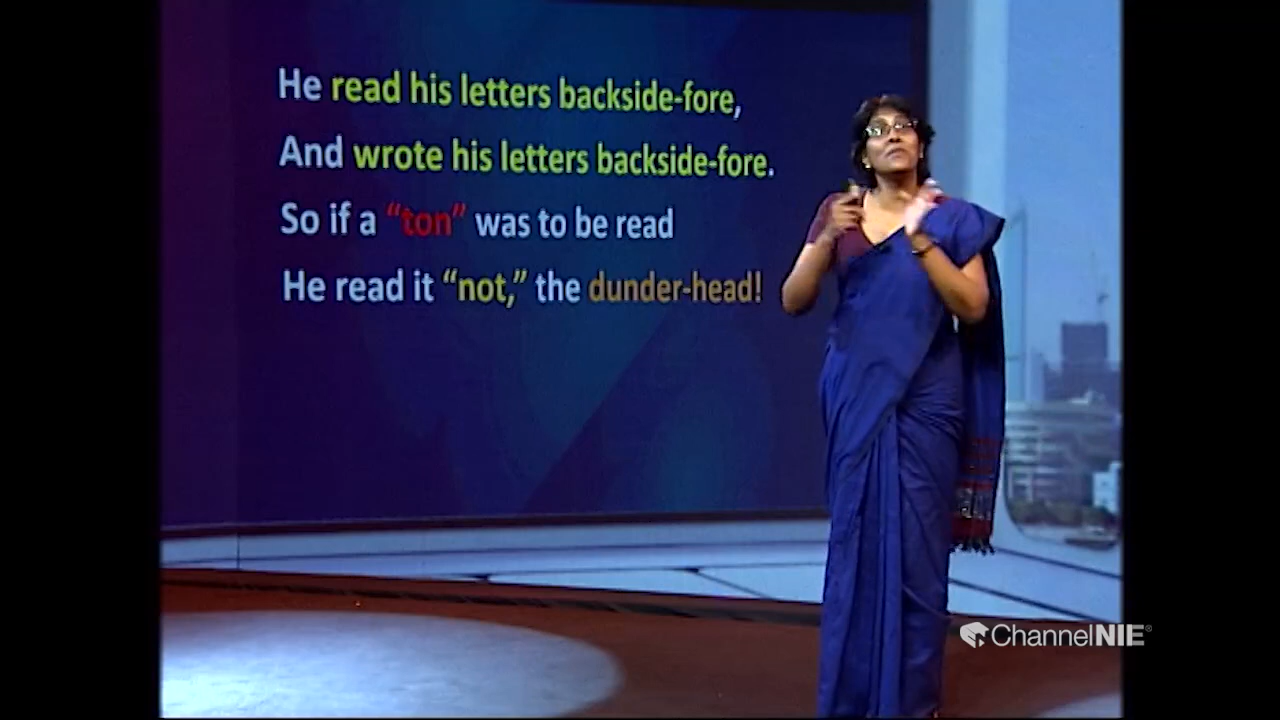 He read his letters backside-fore,
And wrote his letters backside-fore.
So if a “ton” was to be read
He read it “not,” the dunder-head!
ChannelNIE®